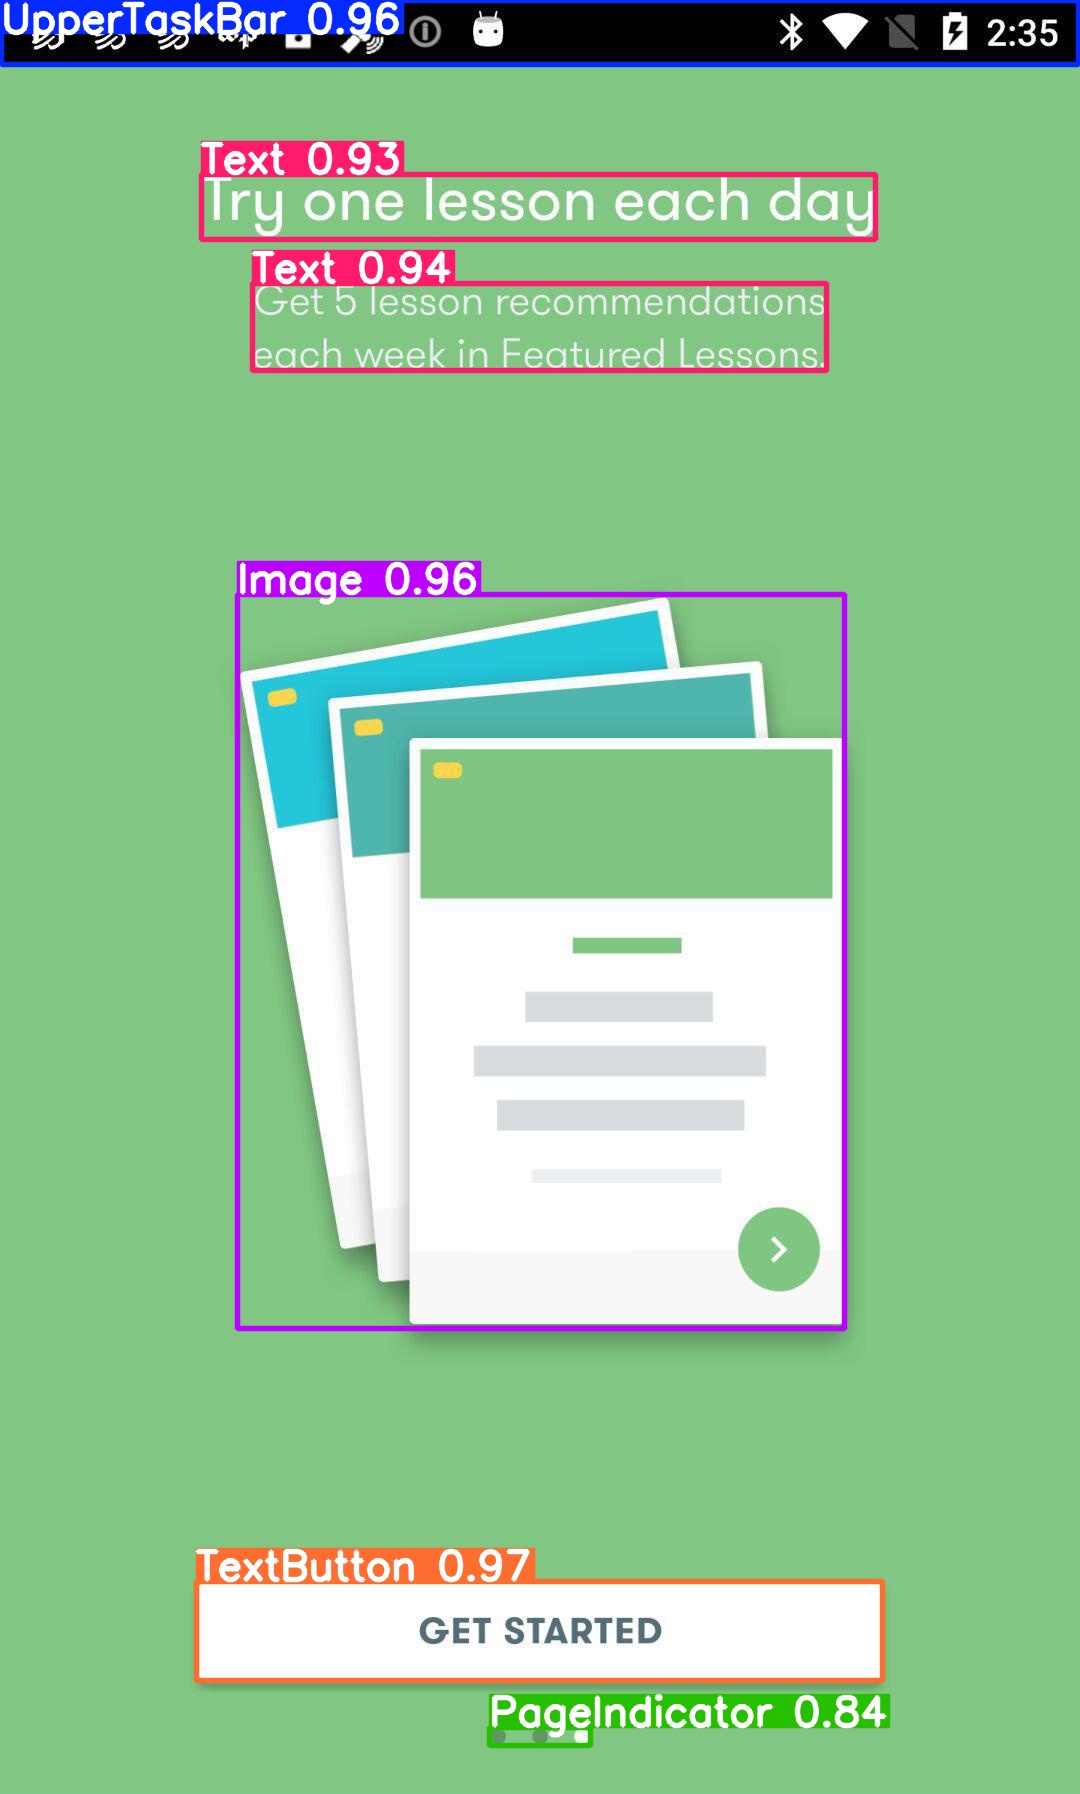 UpperTaskBar 0.96
2:35
Text 0.93
Try one lesson each day
Text 0.94
Get 5 lesson recommendations
each week in Featured Lessons.
Image 0.96
TextButton 0.97
GET STARTED
PageIndicator 0.84